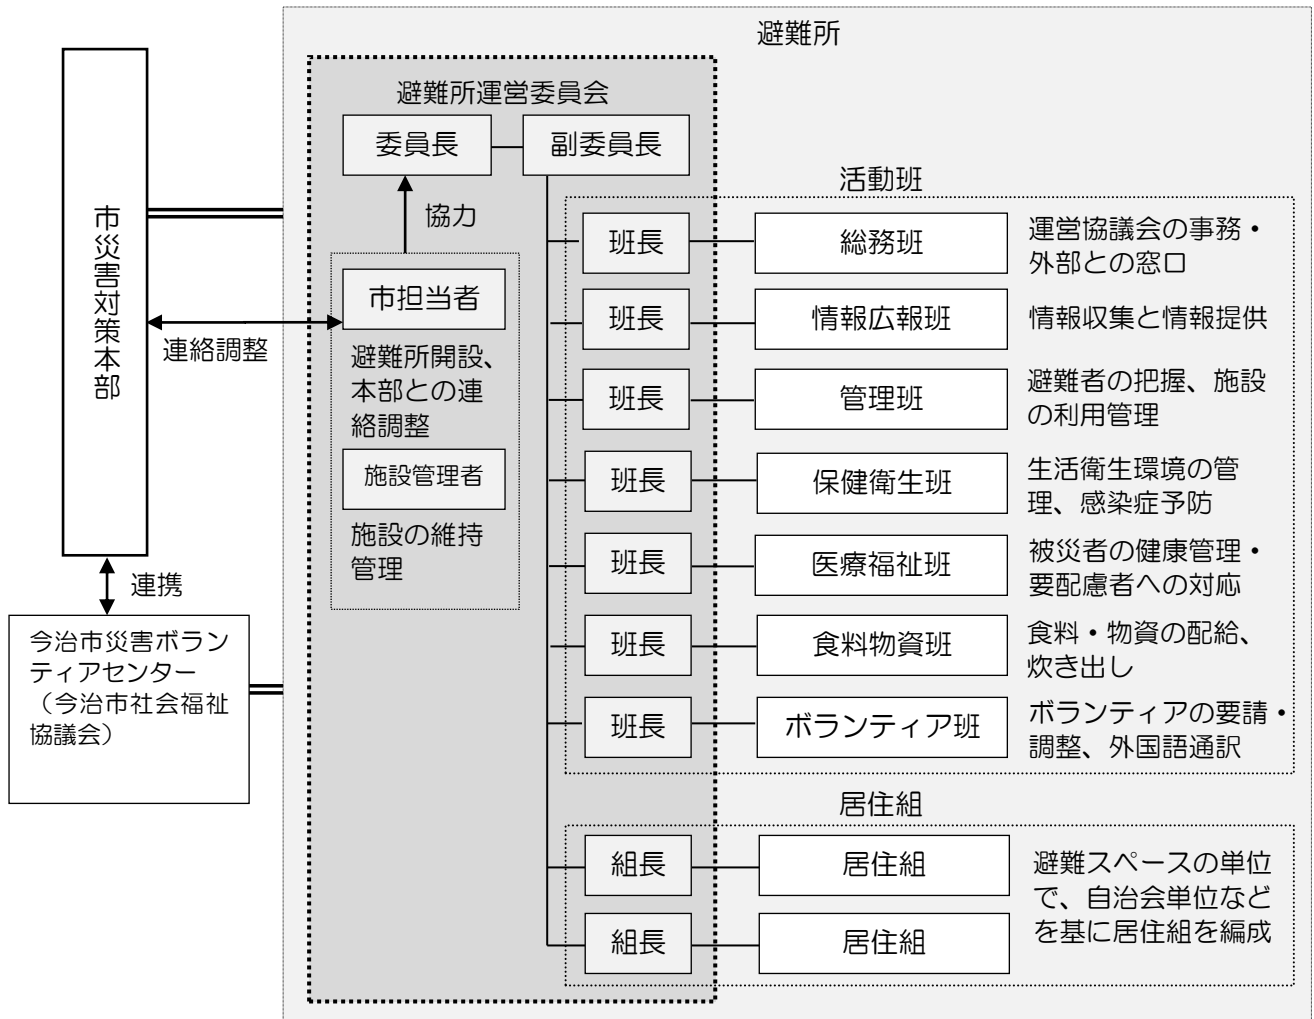 避難所
避難所運営委員会
委員長
副委員長
協力
市担当者
避難所開設、
本部との連
絡調整
施設管理者
施設の維持
管理
市災害対策本部
連絡調整
連携
今治市災害ボラン
ティアセンター
（今治市社会福祉
協議会）
活動班
班長
総務班
運営協議会の事務・
外部との窓口
班長
情報広報班
情報収集と情報提供
班長
管理班
避難者の把握、施設
の利用管理
班長
保健衛生班
生活衛生環境の管
理、感染症予防
班長
医療福祉班
被災者の健康管理・
要配慮者への対応
班長
食料物資班
食料・物資の配給、
炊き出し
班長
ボランティア班
ボランティアの要請・
調整、外国語通訳
居住組
組長
居住組
組長
居住組
避難スペースの単位
で、自治会単位など
を基に居住組を編成